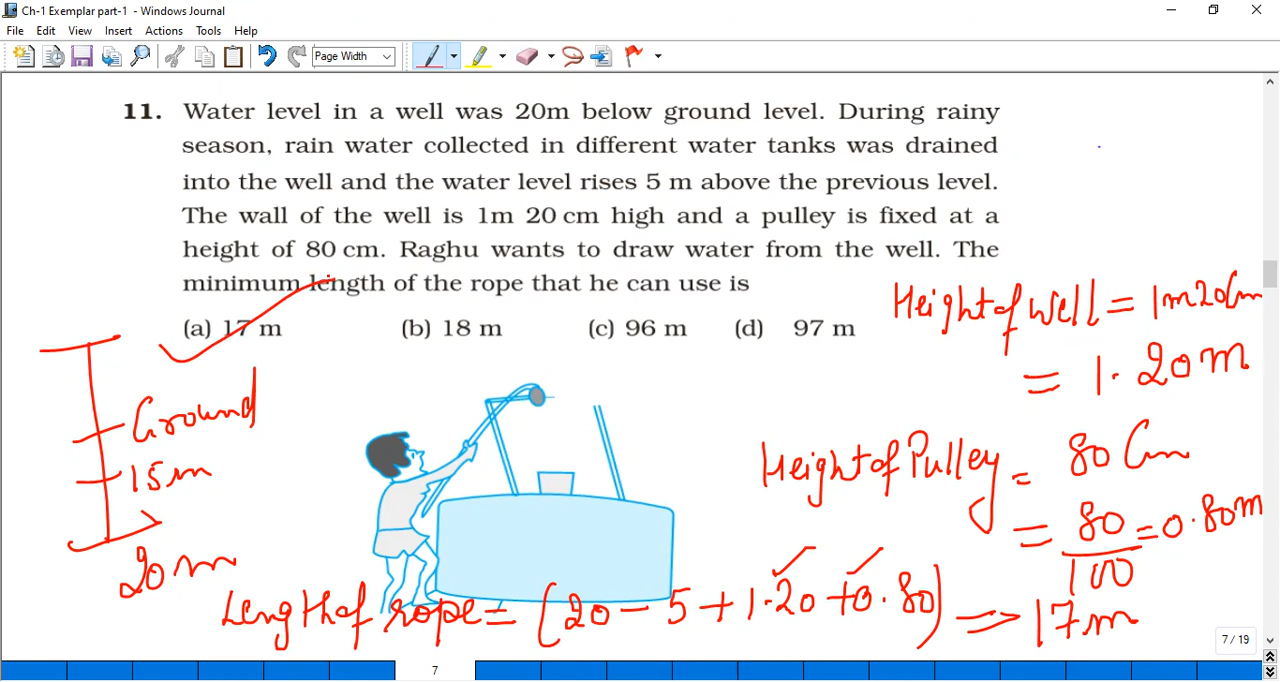 Ch-1 Exemplar part-1 - Windows Journal
File Edit View Insert Actions Tools Help
Page Width
11. Water level in a well was 20m below ground level. During rainy
season, rain water collected in different water tanks was drained
into the well and the water level rises 5 m above the previous level.
The wall of the well is 1m 20 cm high and a pulley is fixed at a
height of 80 cm. Raghu wants to draw water from the well. The
minimum length of the rope that he can use is
(a) 17 m (b) 18 m (c) 96 m (d) 97 m
Height of well = 1m20Cm
= 1.20m
Ground
15m
20m
Height of Pulley = 80 Cm
= 80/100 = 0.80m
Length of rope = (20 - 5 + 1.20 + 0.80) => 17m
7 / 19
7